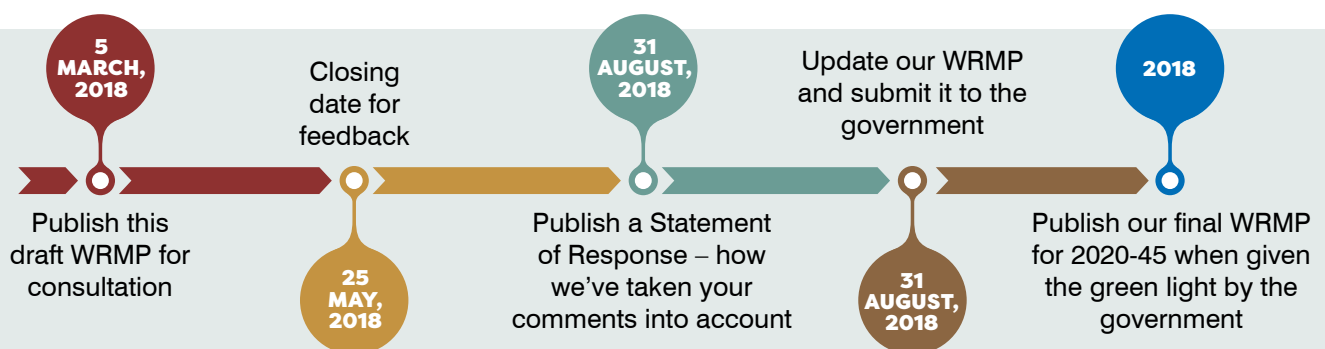 5
MARCH,
2018
Publish this
draft WRMP for
consultation
Closing
date for
feedback
25
MAY,
2018
31
AUGUST,
2018
Publish a Statement
of Response – how
we’ve taken your
comments into account
Update our WRMP
and submit it to the
government
31
AUGUST,
2018
2018
Publish our final WRMP
for 2020-45 when given
the green light by the
government